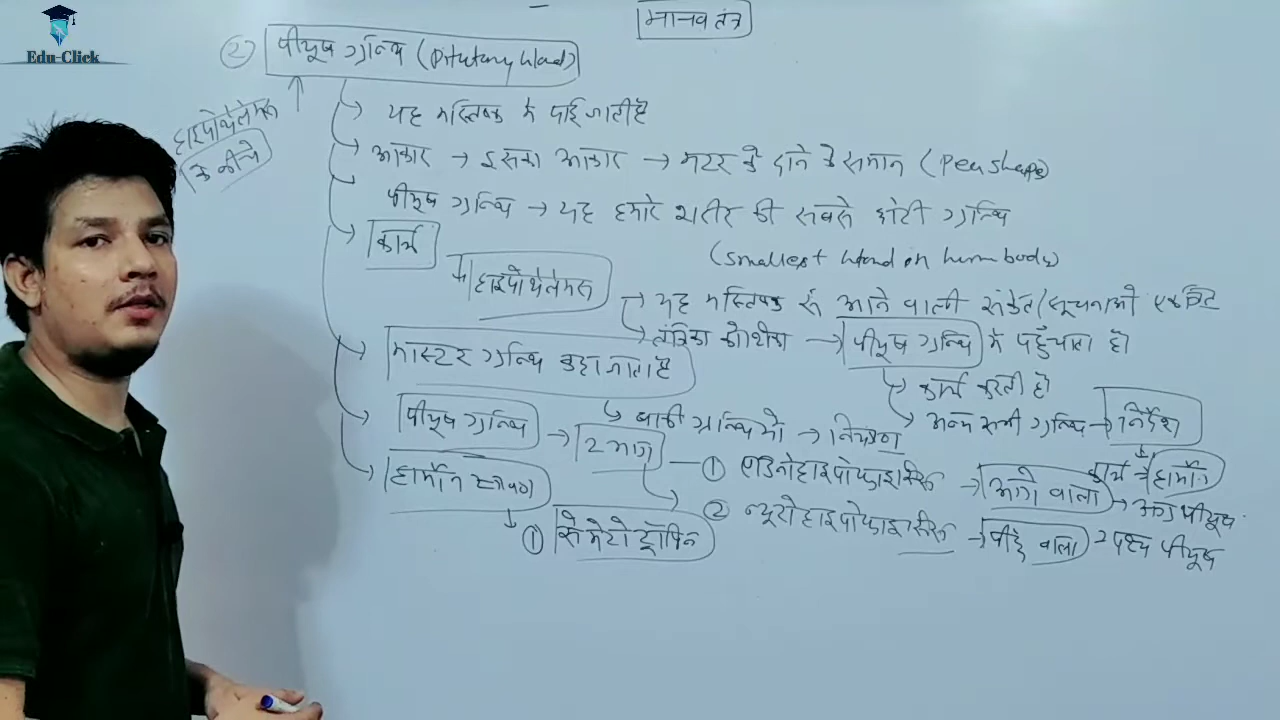 Edu-Click
मानव तंत्र
② पीयूष ग्रन्थि (Pitutary Gland)
हाइपोथैलेमस
के नीचे
→ यह मस्तिष्क में पाई जाती है
→ आकार → इसका आकार → मटर के दाने के समान (Pea shape)
पीयूष ग्रन्थि → यह हमारे शरीर की सबसे छोटी ग्रन्थि
(smallest Gland in human body)
→ कार्य
हाइपोथैलेमस
→ यह मस्तिष्क से आने वाली संकेत/सूचनाओं एकत्रित
→ तंत्रिका कोशिका → पीयूष ग्रन्थि में पहुँचाता है
→ कार्य करती है
→ मास्टर ग्रन्थि कहा जाता है
↳ बाकी ग्रन्थियों → नियंत्रण
→ अन्य सभी ग्रन्थि → निर्देश
कार्य → हार्मोन
→ पीयूष ग्रन्थि → 2 भाग
① एडिनोहाइपोफाइसिस → आगे वाला → अग्र पीयूष
② न्यूरोहाइपोफाइसिस → पीछे वाला → पश्च पीयूष
→ हार्मोन स्त्रावण
① सोमेटोट्रॉपिन